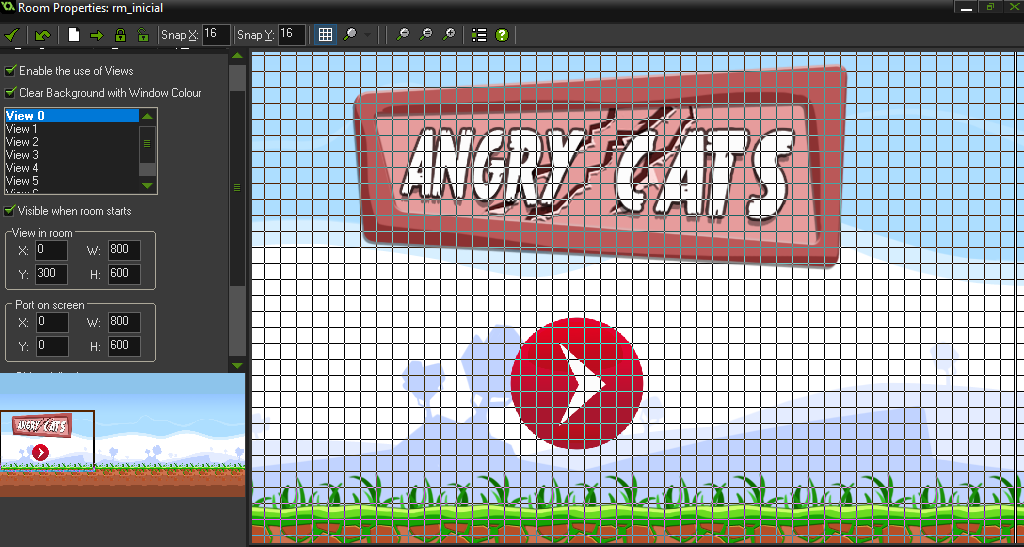 Room Properties: rm_inicial
Snap X: 16 Snap Y: 16
Enable the use of Views
Clear Background with Window Colour
View 0
View 1
View 2
View 3
View 4
View 5
Visible when room starts
View in room
X: 0 W: 800
Y: 300 H: 600
Port on screen
X: 0 W: 800
Y: 0 H: 600
ANGRY CATS
ANGRY CATS